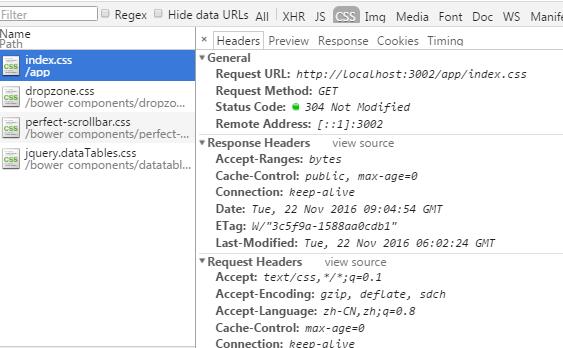 Filter Regex Hide data URLs All XHR JS CSS Img Media Font Doc WS Manife
Name
Path
index.css
/app
dropzone.css
/bower_components/dropzo...
perfect-scrollbar.css
/bower_components/perfect-...
jquery.dataTables.css
/bower_components/datatabl...
× Headers Preview Response Cookies Timing
▼General
Request URL: http://localhost:3002/app/index.css
Request Method: GET
Status Code: 304 Not Modified
Remote Address: [::1]:3002
▼Response Headers view source
Accept-Ranges: bytes
Cache-Control: public, max-age=0
Connection: keep-alive
Date: Tue, 22 Nov 2016 09:04:54 GMT
ETag: W/"3c5f9a-1588aa0cdb1"
Last-Modified: Tue, 22 Nov 2016 06:02:24 GMT
▼Request Headers view source
Accept: text/css,*/*;q=0.1
Accept-Encoding: gzip, deflate, sdch
Accept-Language: zh-CN,zh;q=0.8
Cache-Control: max-age=0
Connection: keep-alive